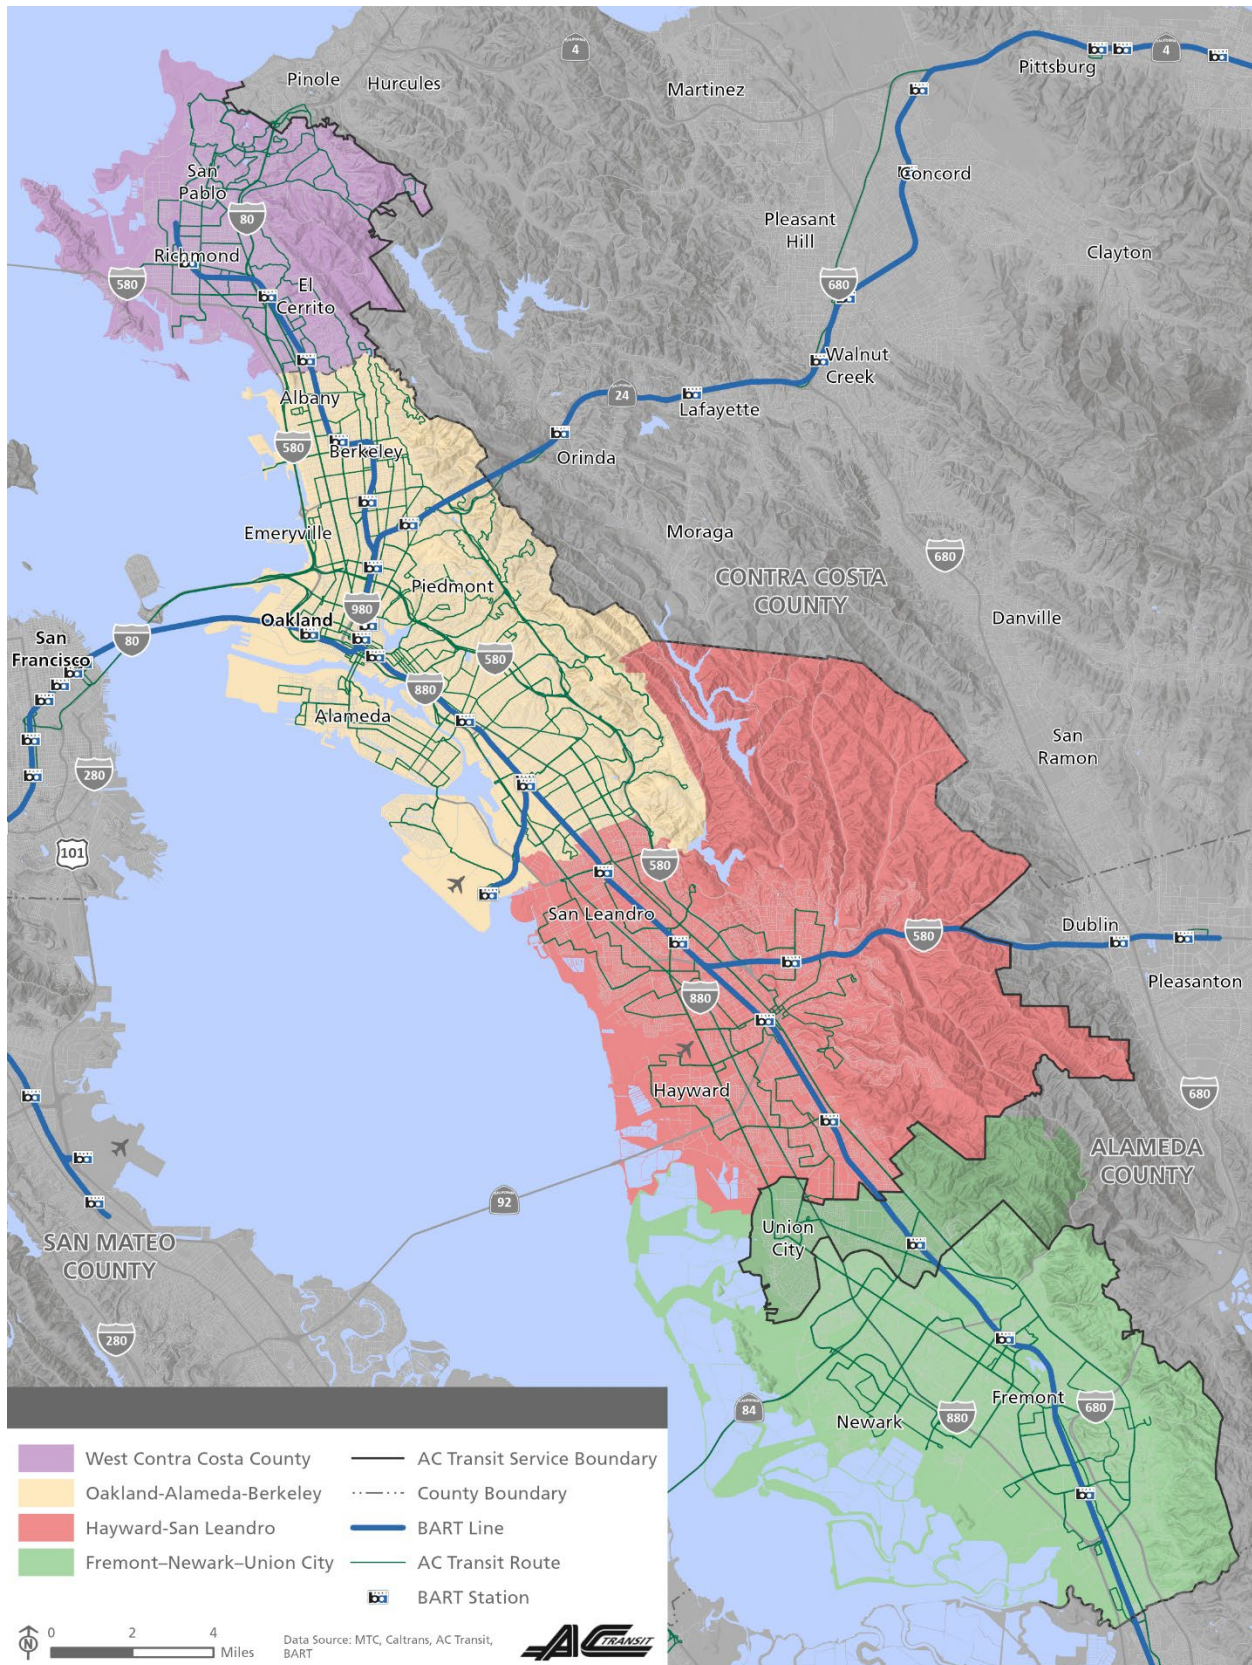 Pinole
Hurcules
4
Martinez
Pittsburg
4
San
Pablo
80
Concord
Pleasant
Hill
Clayton
Richmond
580
El
Cerrito
680
Walnut
Creek
24
Lafayette
Albany
580
Berkeley
Orinda
Emeryville
Moraga
680
CONTRA COSTA
COUNTY
Piedmont
980
Oakland
Danville
80
San
Francisco
580
880
Alameda
San
Ramon
280
101
580
San Leandro
Dublin
580
Pleasanton
880
Hayward
680
ALAMEDA
COUNTY
92
Union
City
SAN MATEO
COUNTY
280
84
Newark
Fremont
880
680
West Contra Costa County
Oakland-Alameda-Berkeley
Hayward-San Leandro
Fremont–Newark–Union City
AC Transit Service Boundary
County Boundary
BART Line
AC Transit Route
ba BART Station
N
0 2 4
Miles
Data Source: MTC, Caltrans, AC Transit,
BART
AC TRANSIT